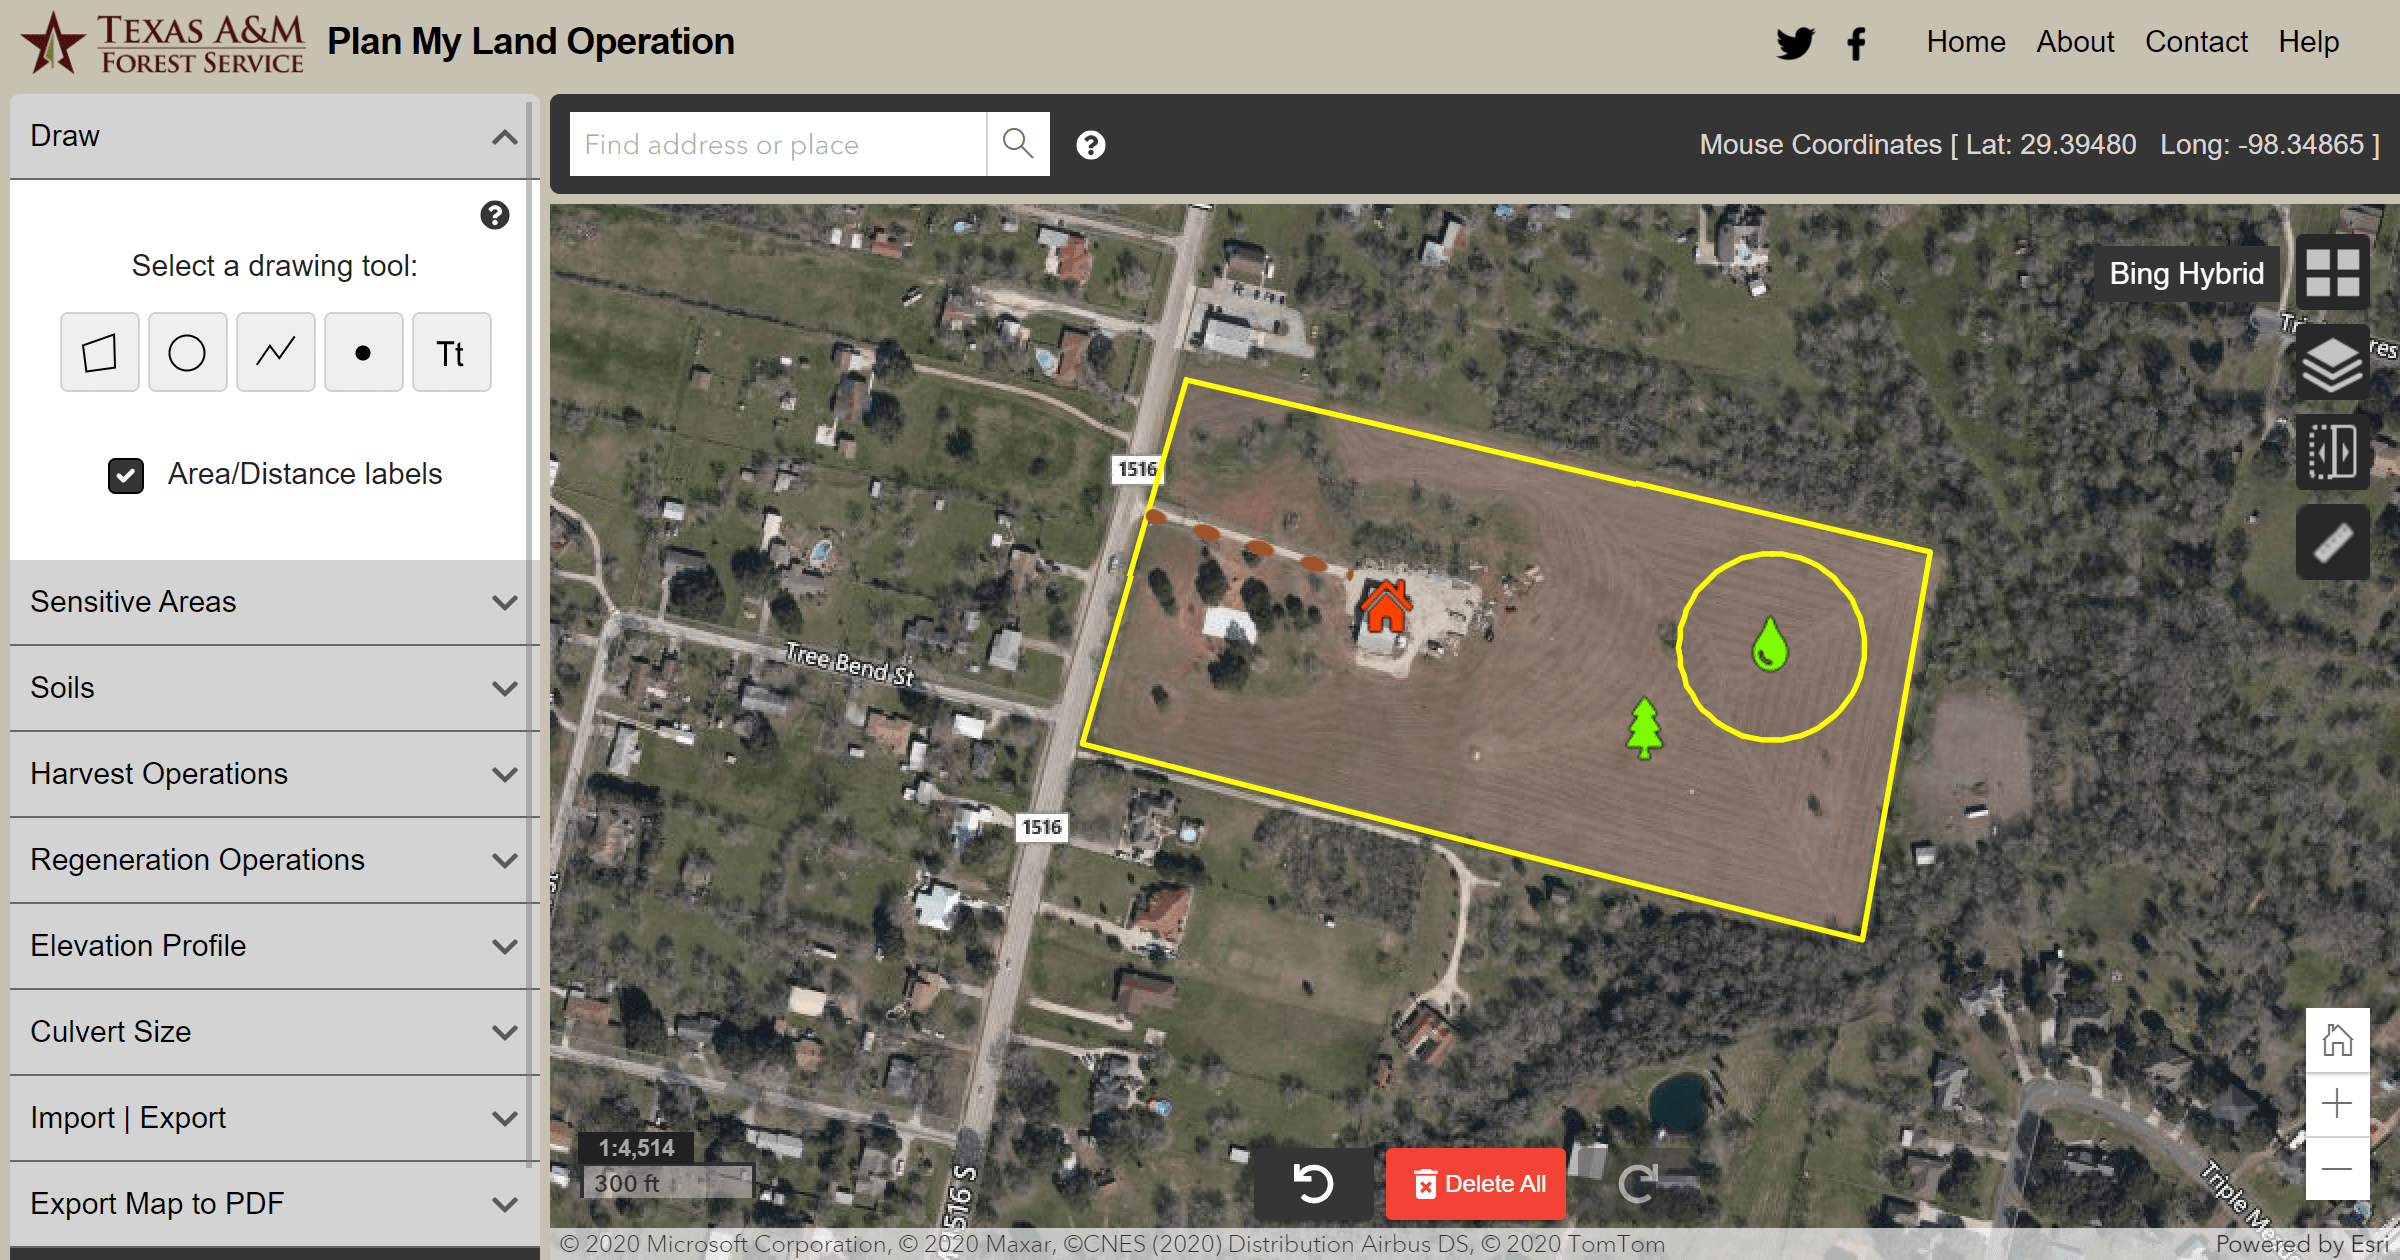 TEXAS A&M
FOREST SERVICE
Plan My Land Operation
Home About Contact Help
Draw
Find address or place
Mouse Coordinates [ Lat: 29.39480 Long: -98.34865 ]
Select a drawing tool:
Tt
Area/Distance labels
Bing Hybrid
res
1516
Tree Bend St
1516
Sensitive Areas
Soils
Harvest Operations
Regeneration Operations
Elevation Profile
Culvert Size
Import | Export
Export Map to PDF
1:4,514
300 ft
1516 S
Delete All
© 2020 Microsoft Corporation, © 2020 Maxar, ©CNES (2020) Distribution Airbus DS, © 2020 TomTom
Powered by Esri